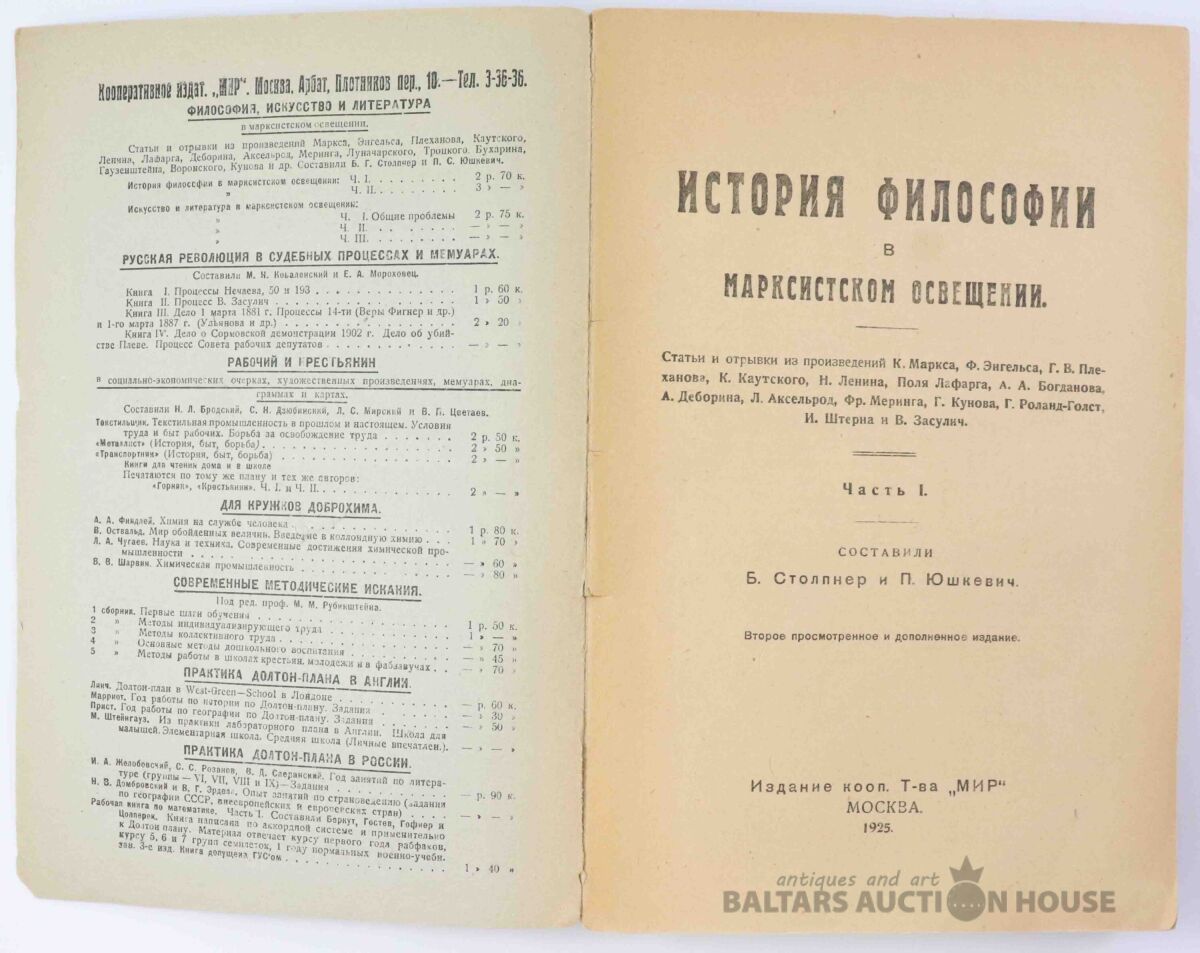 Кооперативное издат. „МИР“. Москва, Арбат, Плотников пер., 10.—Тел. 3-36-36.
ФИЛОСОФИЯ, ИСКУССТВО И ЛИТЕРАТУРА
в марксистском освещении.
Статьи и отрывки из произведений Маркса, Энгельса, Плеханова, Каутского,
Ленина, Лафарга, Деборина, Аксельрод, Меринга, Луначарского, Троцкого, Бухарина,
Гаузенштейна, Воронского, Кунова и др. Составили Б. Г. Столпнер и П. С. Юшкевич.
История философии в марксистском освещении: Ч. I. . . . . . . . . 2 р. 70 к.
„ Ч. II. . . . . . . . . 3 » — »
Искусство и литература в марксистском освещении:
„ Ч. I. Общие проблемы 2 р. 75 к.
„ Ч. II. . . . . . . . . — » — »
„ Ч. III. . . . . . . . . — » — »
РУССКАЯ РЕВОЛЮЦИЯ В СУДЕБНЫХ ПРОЦЕССАХ И МЕМУАРАХ.
Составили М. Н. Коваленский и Е. А. Мороховец.
Книга I. Процессы Нечаева, 50 и 193 . . . . . . . . . 1 р. 60 к.
Книга II. Процесс В. Засулич . . . . . . . . . 1 » 50 »
Книга III. Дело 1 марта 1881 г. Процессы 14-ти (Веры Фигнер и др.)
и 1-го марта 1887 г. (Ульянова и др.) . . . . . . . . . 2 » 20 »
Книга IV. Дело о Сормовской демонстрации 1902 г. Дело об убий-
стве Плеве. Процесс Совета рабочих депутатов . . . . . . . . . — » — »
РАБОЧИЙ И КРЕСТЬЯНИН
в социально-экономических очерках, художественных произведениях, мемуарах, диа-
граммах и картах.
Составили Н. Л. Бродский, С. Н. Дзюбинский, Л. С. Мирский и В. П. Цветаев.
Текстильщик. Текстильная промышленность в прошлом и настоящем. Условия
труда и быт рабочих. Борьба за освобождение труда . . . . . . 2 р. 50 к.
«Металлист» (История, быт, борьба) . . . . . . . . . 2 » 50 »
«Транспортник» (История, быт, борьба) . . . . . . . . . 2 » — »
Книги для чтения дома и в школе
Печатаются по тому же плану и тех же авторов:
«Горняк», «Крестьянин». Ч. I. и Ч. II. . . . . . . . . 2 » — »
ДЛЯ КРУЖКОВ ДОБРОХИМА.
А. А. Финдлей. Химия на службе человека . . . . . . . . . 1 р. 80 к.
В. Оствальд. Мир обойденных величин. Введение в коллоидную химию . . . 1 » 70 »
Л. А. Чугаев. Наука и техника. Современные достижения химической про-
мышленности . . . . . . . . . — » 60 »
В. В. Шарвин. Химическая промышленность . . . . . . . . . — » 80 »
СОВРЕМЕННЫЕ МЕТОДИЧЕСКИЕ ИСКАНИЯ.
Под ред. проф. М. М. Рубинштейна.
1 сборник. Первые шаги обучения . . . . . . . . . 1 р. 50 к.
2 „ Методы индивидуализирующего труда . . . . . . 1 » — »
3 „ Методы коллективного труда . . . . . . . . . — » 70 »
4 „ Основные методы дошкольного воспитания . . . . . . — » 45 »
5 „ Методы работы в школах крестьян. молодежи и в фабзавучах . . — » 70 »
ПРАКТИКА ДОЛТОН-ПЛАНА В АНГЛИИ.
Линч. Долтон-план в West-Green-School в Лондоне . . . . . . — р. 60 к.
Марриот. Год работы по истории по Долтон-плану. Задания . . . — » 30 »
Прист. Год работы по географии по Долтон-плану. Задания . . . — » 50 »
М. Штейнгауз. Из практики лабораторного плана в Англии. Школа для
малышей. Элементарная школа. Средняя школа (Личные впечатлен.). — » — »
ПРАКТИКА ДОЛТОН-ПЛАНА В РОССИИ.
И. А. Желобовский, С. С. Розанов, В. Д. Сперанский. Год занятий по литера-
туре (группы — VI, VII, VIII и IX)—Задания . . . . . . — р. 90 к.
Н. В. Домбровский и В. Г. Эрдели. Опыт занятий по страноведению (задания
по географии СССР, внеевропейских и европейских стран) . . . . — » — »
Рабочая книга по математике. Часть I. Составили Беркут, Гостев, Гофнер и
Цолперен. Книга написана по аккордной системе и применительно
к Долтон плану. Материал отвечает курсу первого года рабфаков,
курсу 5, 6 и 7 групп семилеток, 1 году нормальных военно-учебн.
зав. 3-е изд. Книга допущена ГУС'ом . . . . . . . . . 1 » 40 »
ИСТОРИЯ ФИЛОСОФИИ
В
МАРКСИСТСКОМ ОСВЕЩЕНИИ.
Статьи и отрывки из произведений К. Маркса, Ф. Энгельса, Г. В. Пле-
ханова, К. Каутского, Н. Ленина, Поля Лафарга, А. А. Богданова,
А. Деборина, Л. Аксельрод, Фр. Меринга, Г. Кунова, Г. Роланд-Голст,
И. Штерна и В. Засулич.
Часть I.
СОСТАВИЛИ
Б. Столпнер и П. Юшкевич.
Второе просмотренное и дополненное издание.
Издание кооп. Т-ва „МИР“
МОСКВА.
1925.
antiques and art
BALTARS AUCTION HOUSE